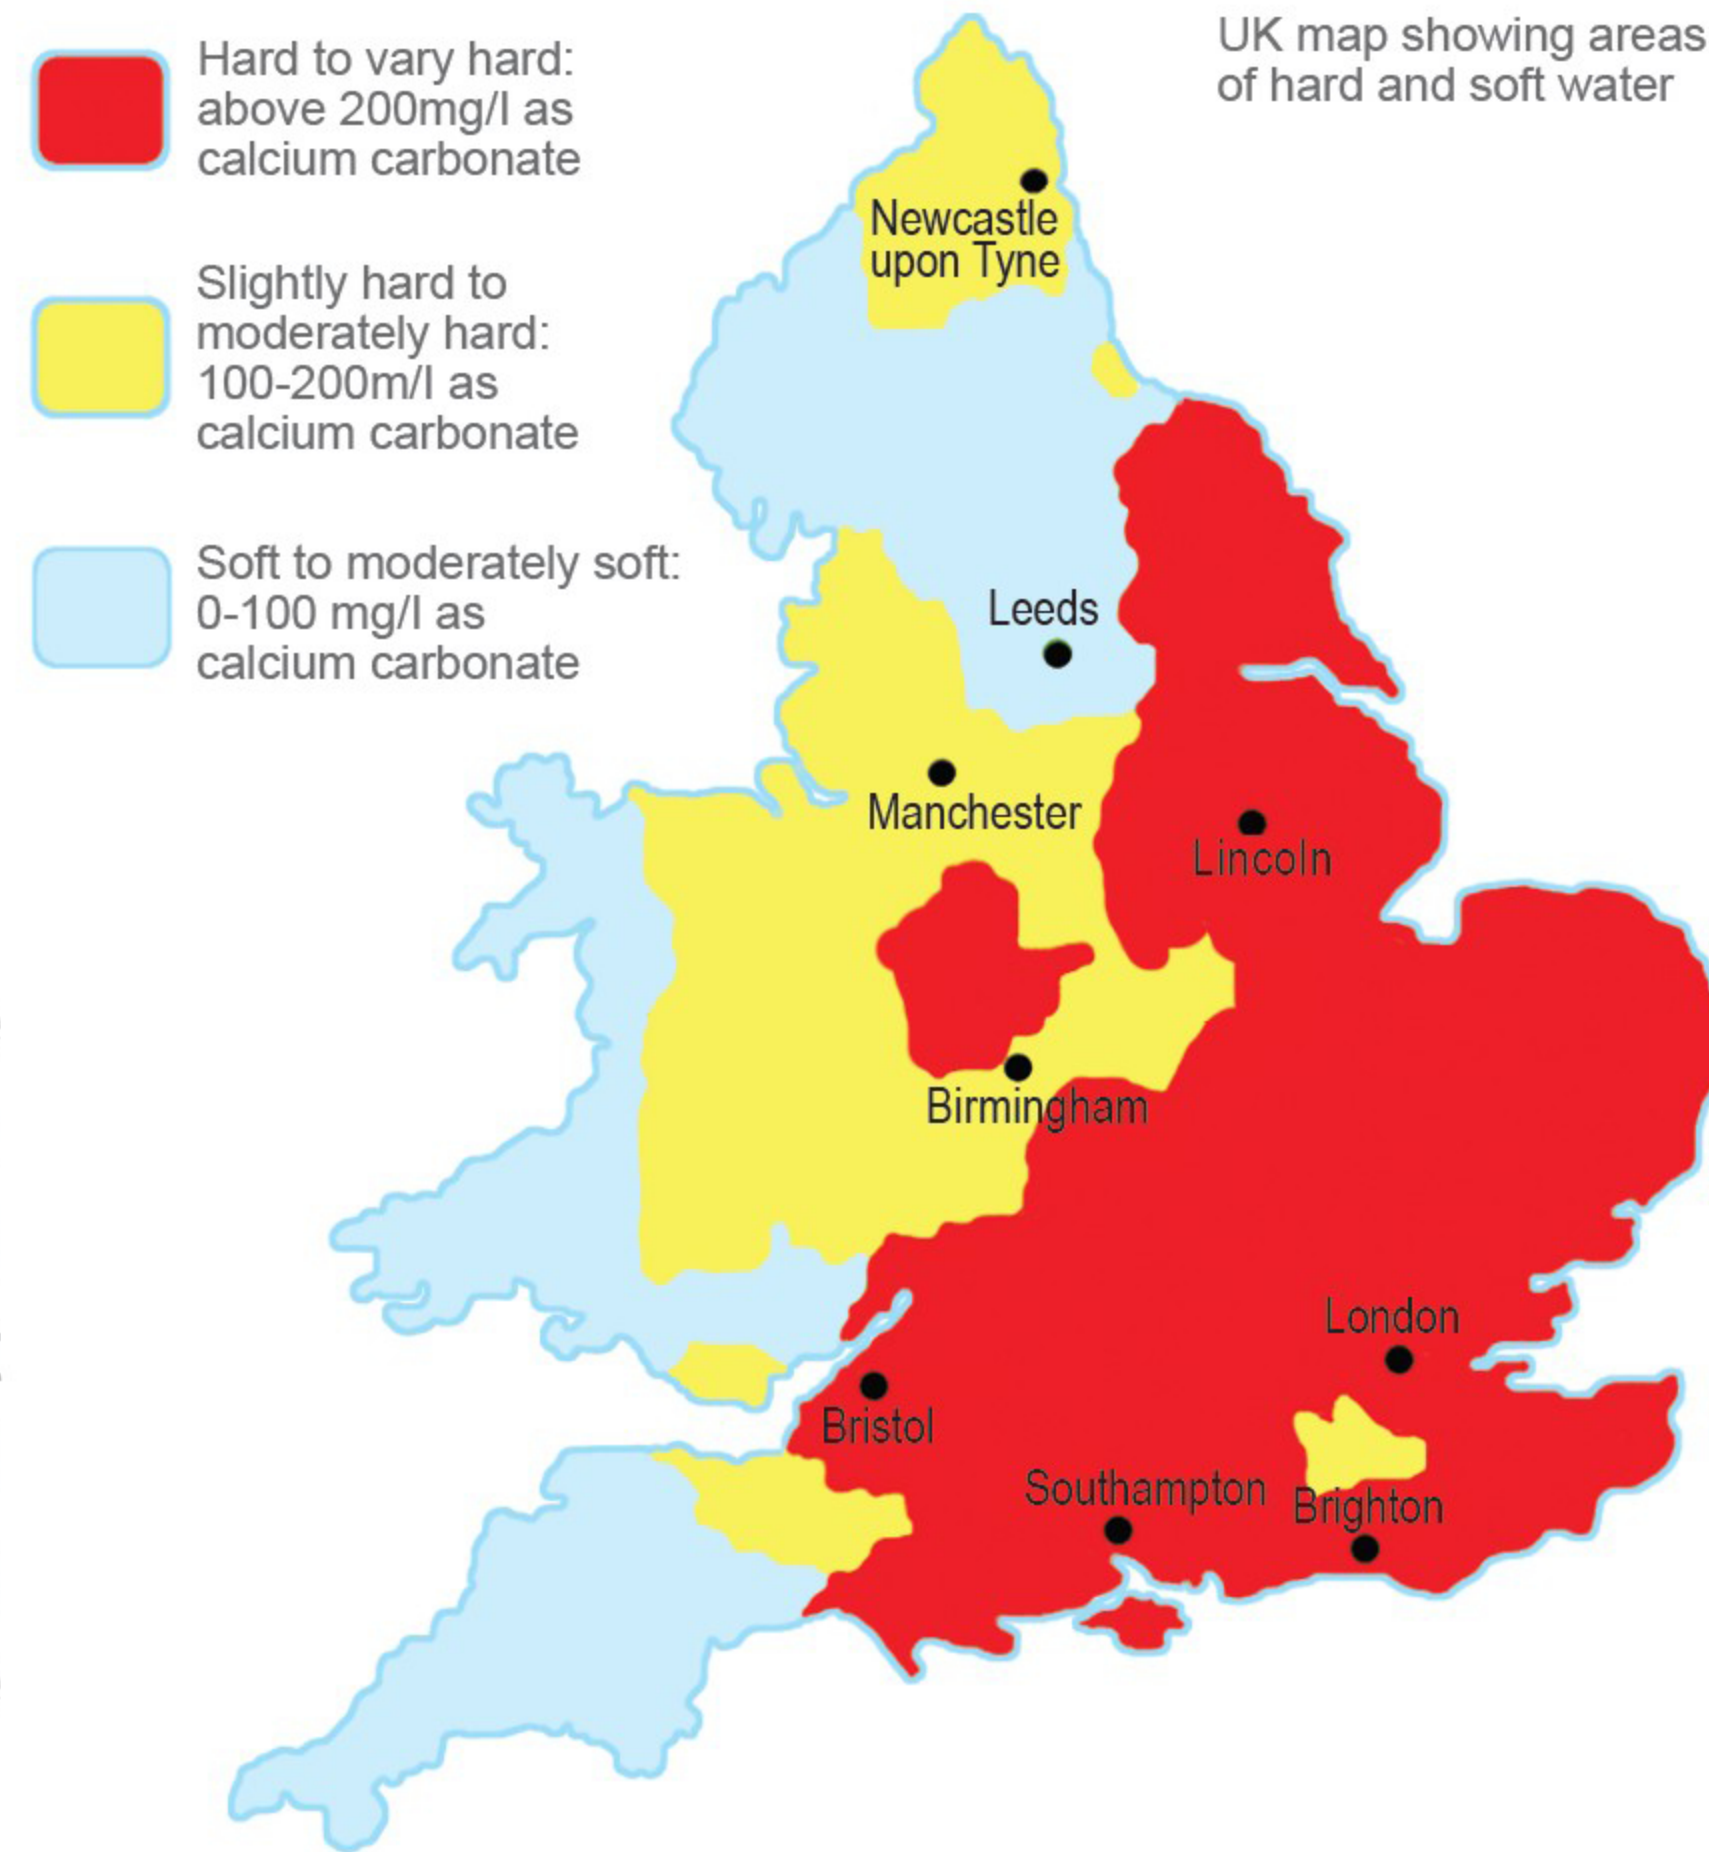 UK map showing areas
of hard and soft water
Hard to vary hard:
above 200mg/l as
calcium carbonate
Slightly hard to
moderately hard:
100-200m/l as
calcium carbonate
Soft to moderately soft:
0-100 mg/l as
calcium carbonate
Newcastle
upon Tyne
Leeds
Manchester
Lincoln
Birmingham
London
Bristol
Southampton
Brighton